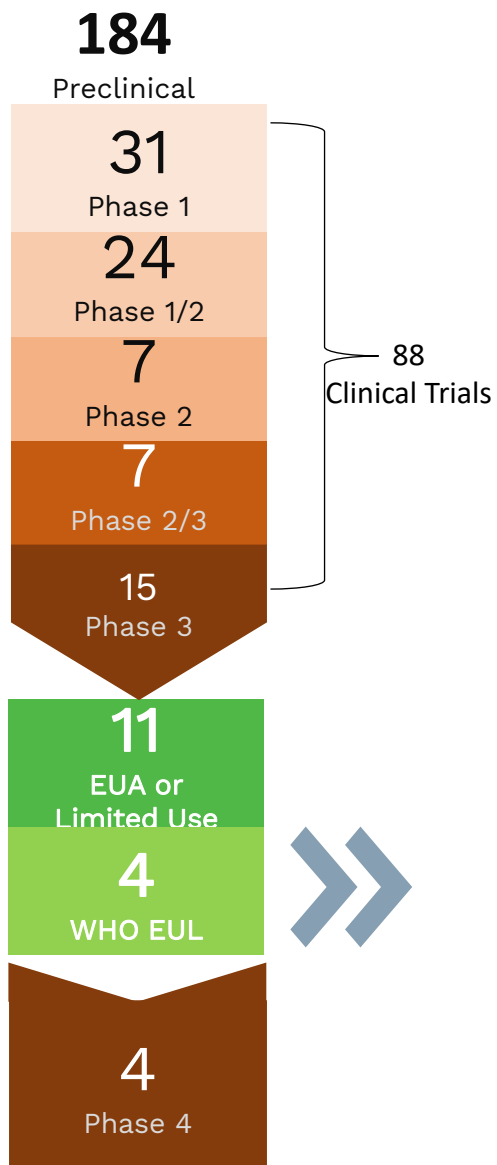 184
Preclinical
31
Phase 1
24
Phase 1/2
7
Phase 2
7
Phase 2/3
15
Phase 3
88
Clinical Trials
11
EUA or
Limited Use
4
WHO EUL
4
Phase 4